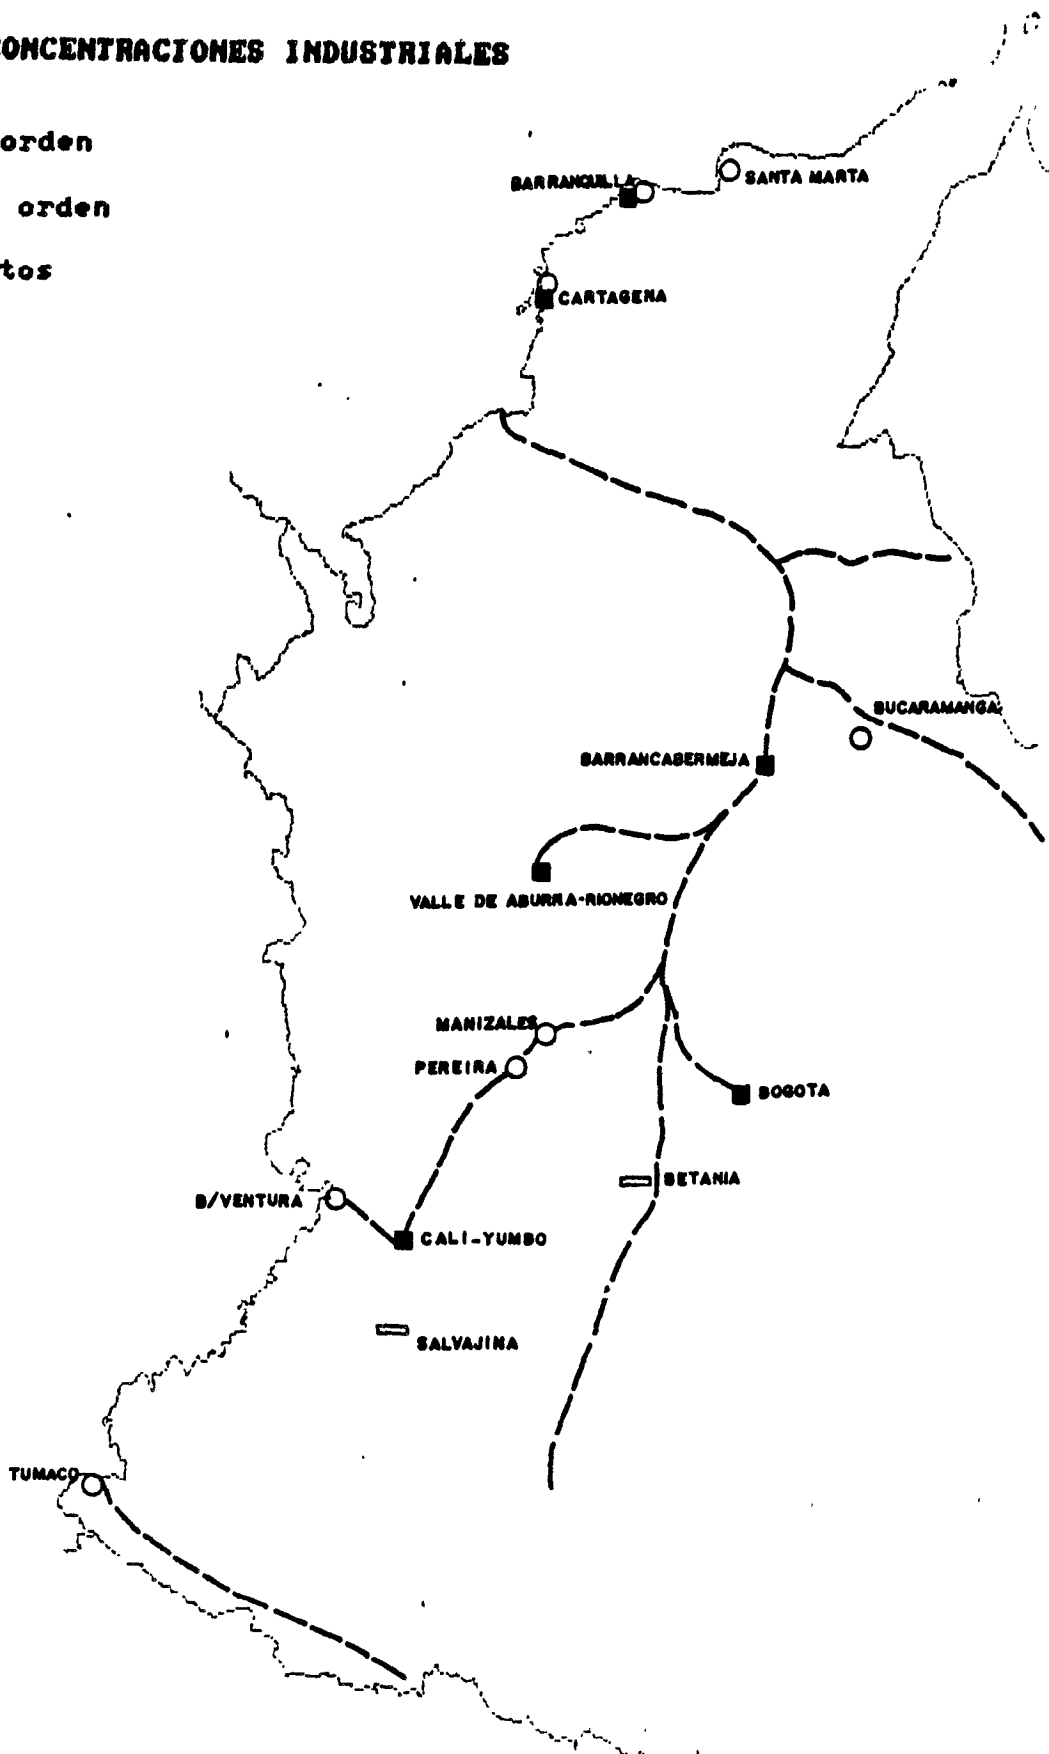 ONCENTRACIONES INDUSTRIALES
orden
orden
tos
BARRANQUILLA
SANTA MARTA
CARTAGENA
BUCARAMANGA
BARRANCABERMEJA
VALLE DE ABURRA-RIONEGRO
MANIZALES
PEREIRA
BOGOTA
BETANIA
B/VENTURA
CALI-YUMBO
SALVAJINA
TUMACO